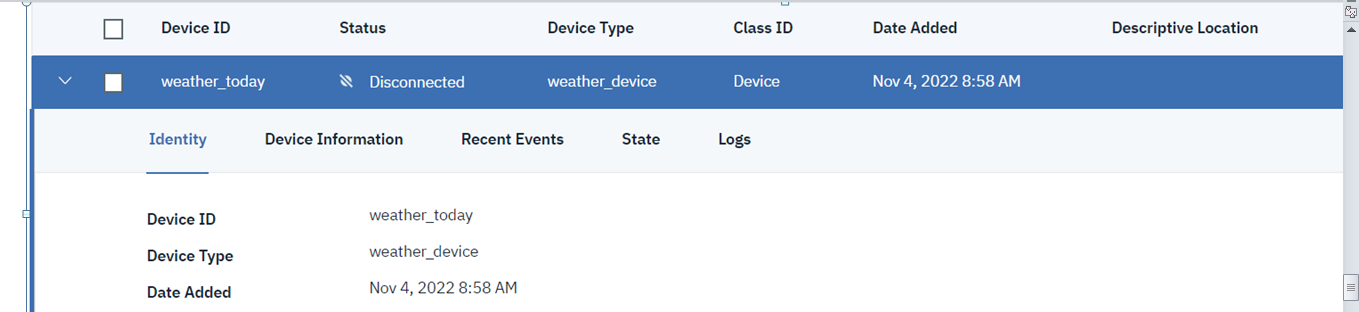 Device ID Status Device Type Class ID Date Added Descriptive Location
weather_today Disconnected weather_device Device Nov 4, 2022 8:58 AM
Identity Device Information Recent Events State Logs
Device ID weather_today
Device Type weather_device
Date Added Nov 4, 2022 8:58 AM